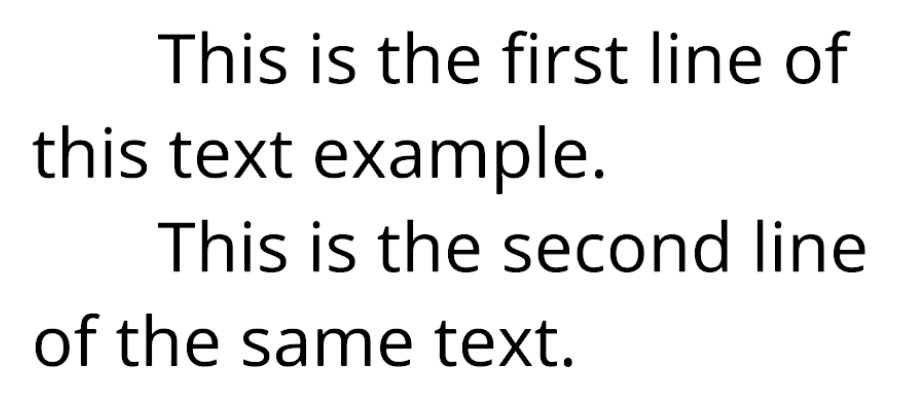 This is the first line of
this text example.
This is the second line
of the same text.